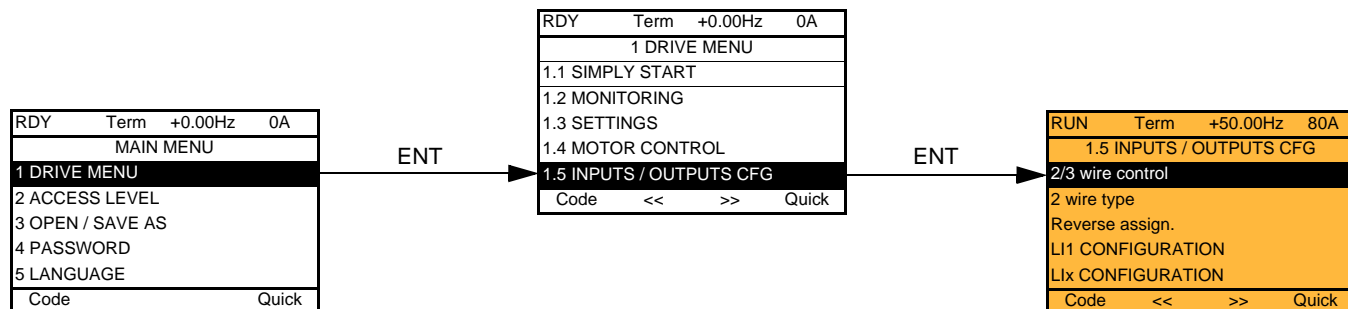 RDY Term +0.00Hz 0A
MAIN MENU
1 DRIVE MENU
2 ACCESS LEVEL
3 OPEN / SAVE AS
4 PASSWORD
5 LANGUAGE
Code Quick
ENT
RDY Term +0.00Hz 0A
1 DRIVE MENU
1.1 SIMPLY START
1.2 MONITORING
1.3 SETTINGS
1.4 MOTOR CONTROL
1.5 INPUTS / OUTPUTS CFG
Code << >> Quick
ENT
RUN Term +50.00Hz 80A
1.5 INPUTS / OUTPUTS CFG
2/3 wire control
2 wire type
Reverse assign.
LI1 CONFIGURATION
LIx CONFIGURATION
Code << >> Quick